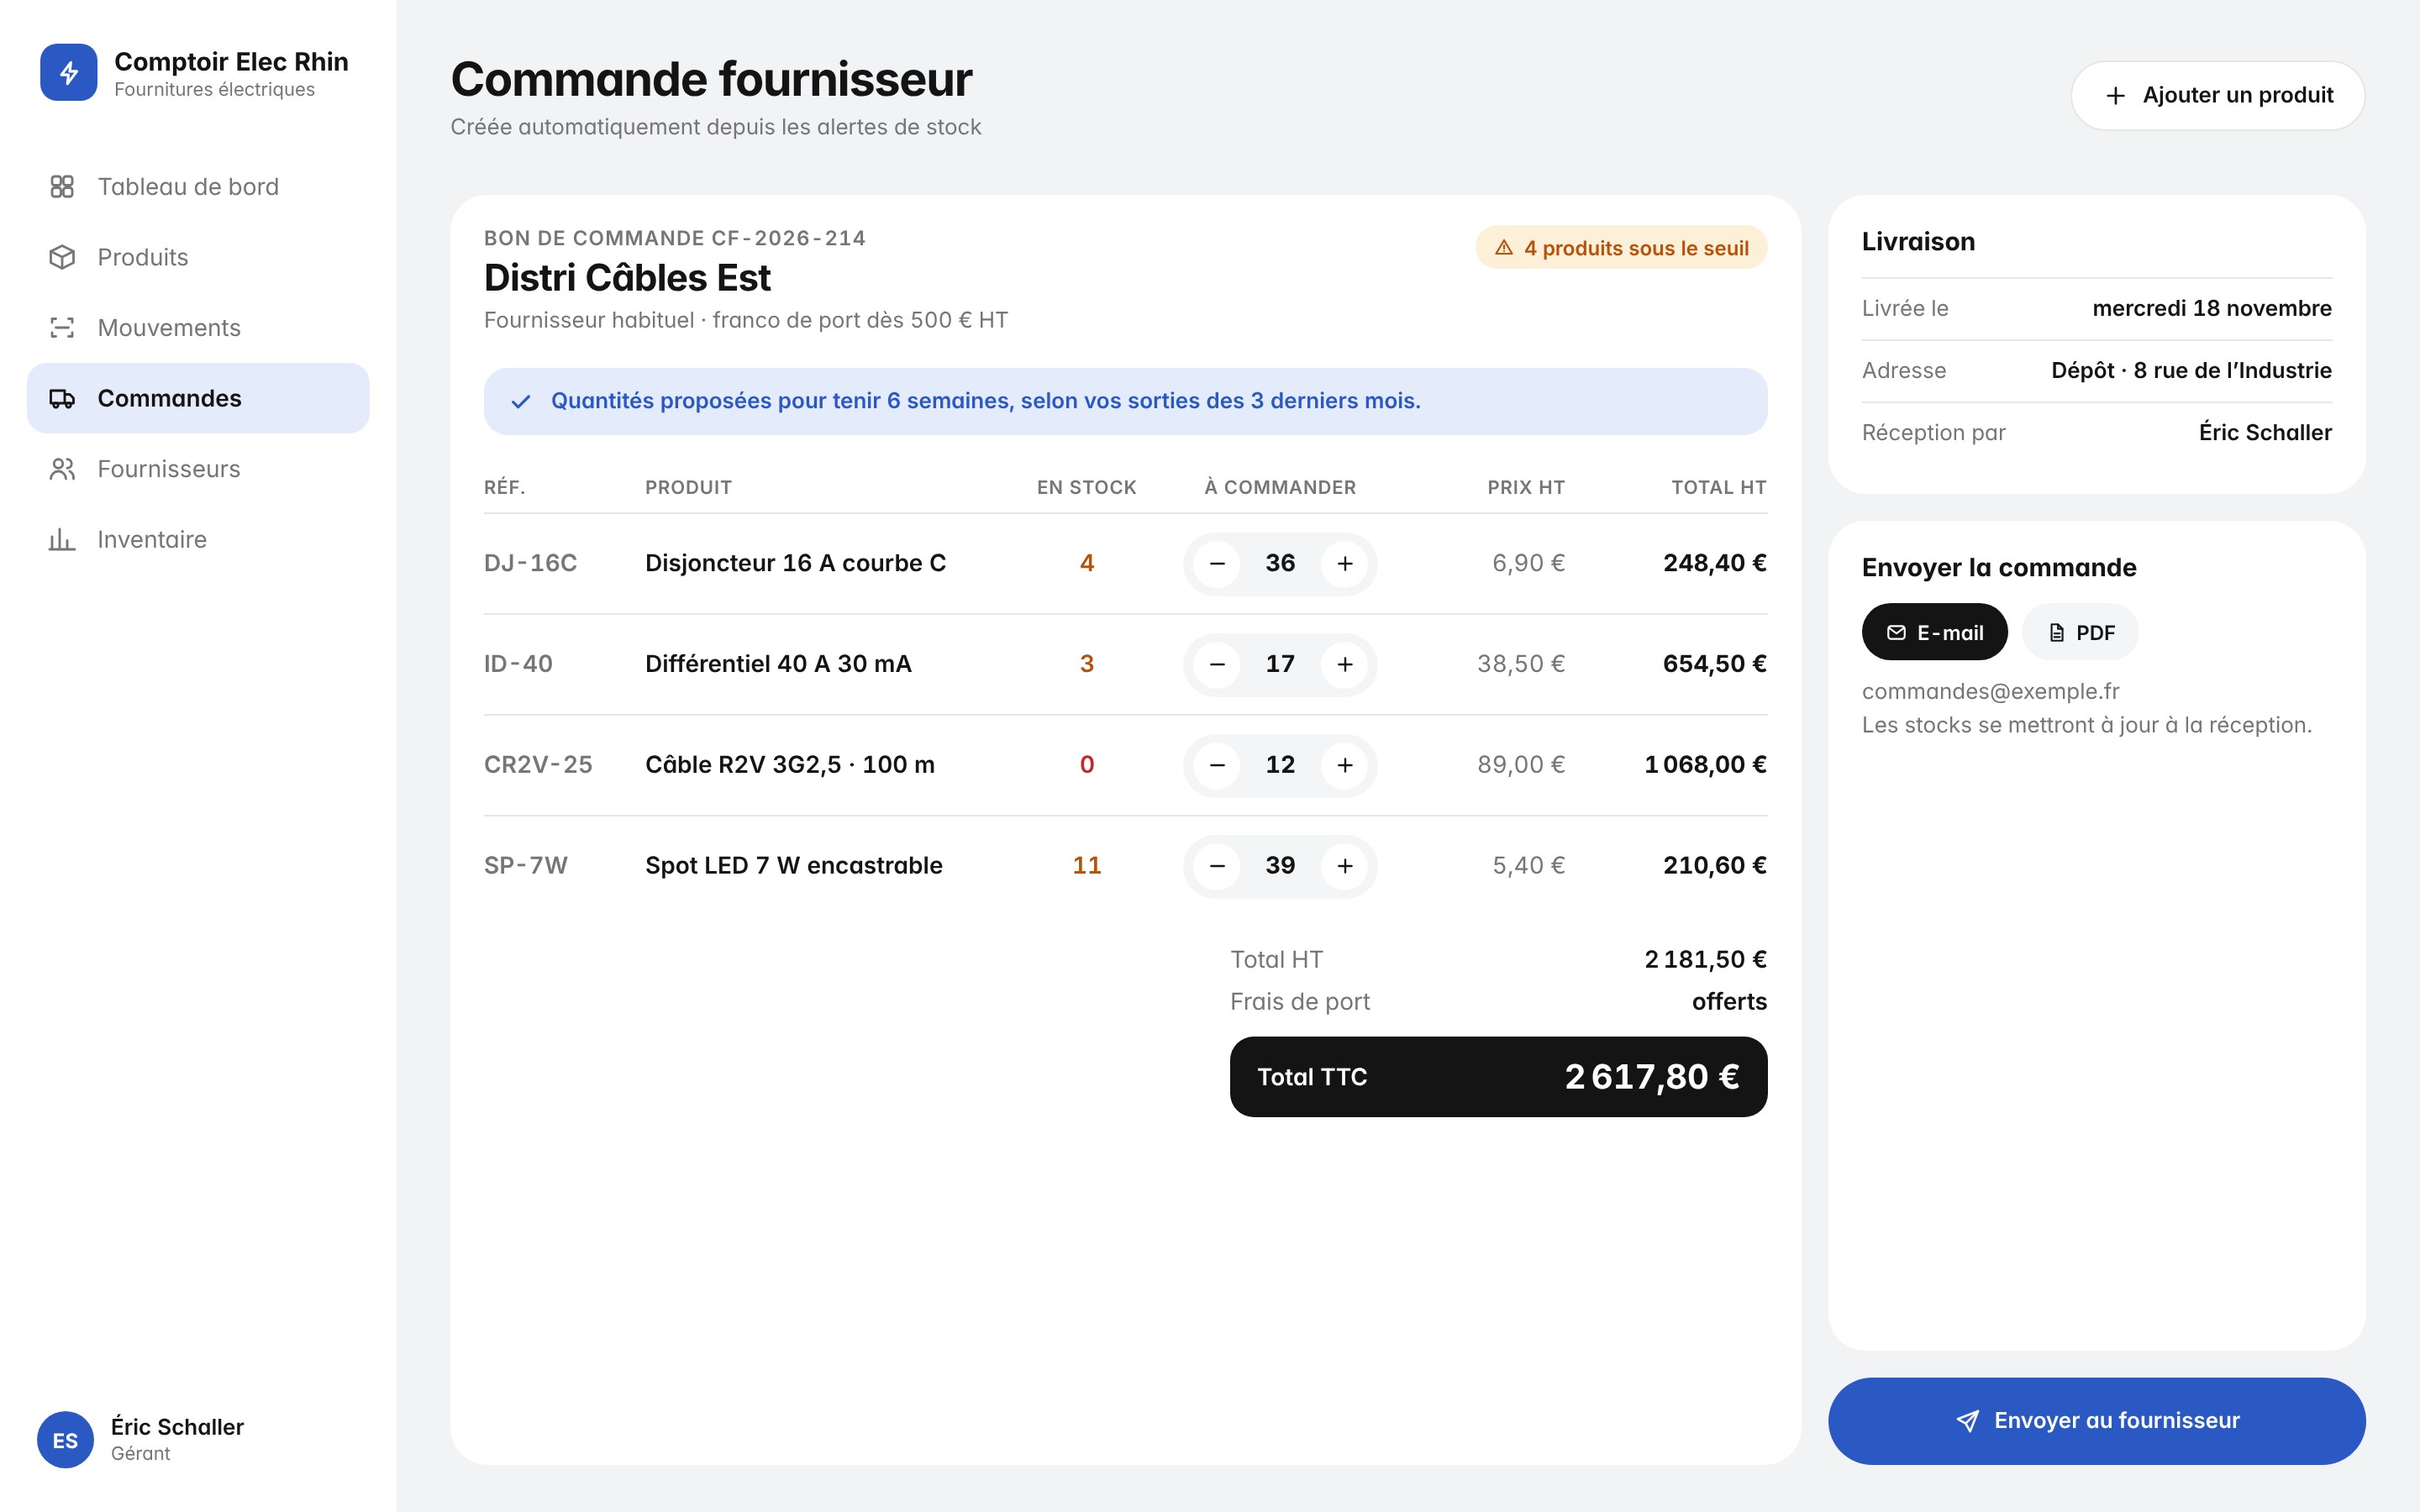 Comptoir Elec Rhin
Fournitures électriques
Tableau de bord
Produits
Mouvements
Commandes
Fournisseurs
Inventaire
ES
Éric Schaller
Gérant
Commande fournisseur
Créée automatiquement depuis les alertes de stock
Ajouter un produit
BON DE COMMANDE CF-2026-214
4 produits sous le seuil
Distri Câbles Est
Fournisseur habituel · franco de port dès 500 € HT
Quantités proposées pour tenir 6 semaines, selon vos sorties des 3 derniers mois.
RÉF. PRODUIT EN STOCK À COMMANDER PRIX HT TOTAL HT
DJ-16C Disjoncteur 16 A courbe C 4 − 36 + 6,90 € 248,40 €
ID-40 Différentiel 40 A 30 mA 3 − 17 + 38,50 € 654,50 €
CR2V-25 Câble R2V 3G2,5 · 100 m 0 − 12 + 89,00 € 1 068,00 €
SP-7W Spot LED 7 W encastrable 11 − 39 + 5,40 € 210,60 €
Total HT 2 181,50 €
Frais de port offerts
Total TTC 2 617,80 €
Livraison
Livrée le mercredi 18 novembre
Adresse Dépôt · 8 rue de l’Industrie
Réception par Éric Schaller
Envoyer la commande
E-mail PDF
commandes@exemple.fr
Les stocks se mettront à jour à la réception.
Envoyer au fournisseur